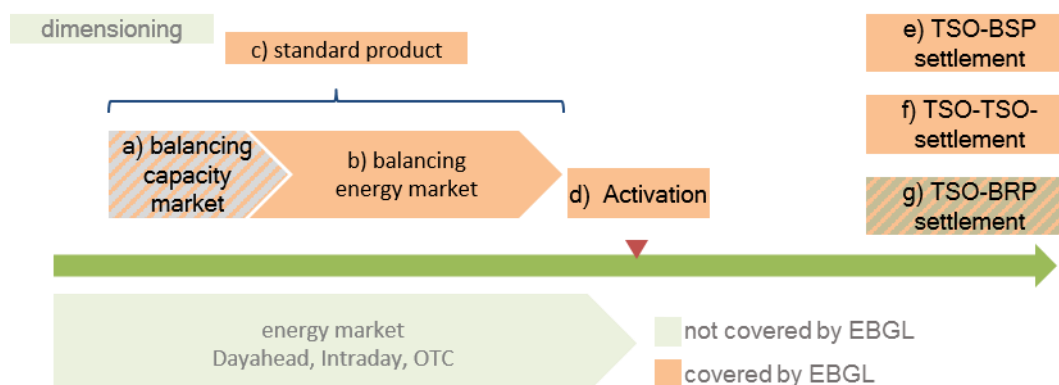 dimensioning
c) standard product
a) balancing
capacity
market
b) balancing
energy market
d) Activation
e) TSO-BSP
settlement
f) TSO-TSO-
settlement
g) TSO-BRP
settlement
energy market
Dayahead, Intraday, OTC
not covered by EBGL
covered by EBGL